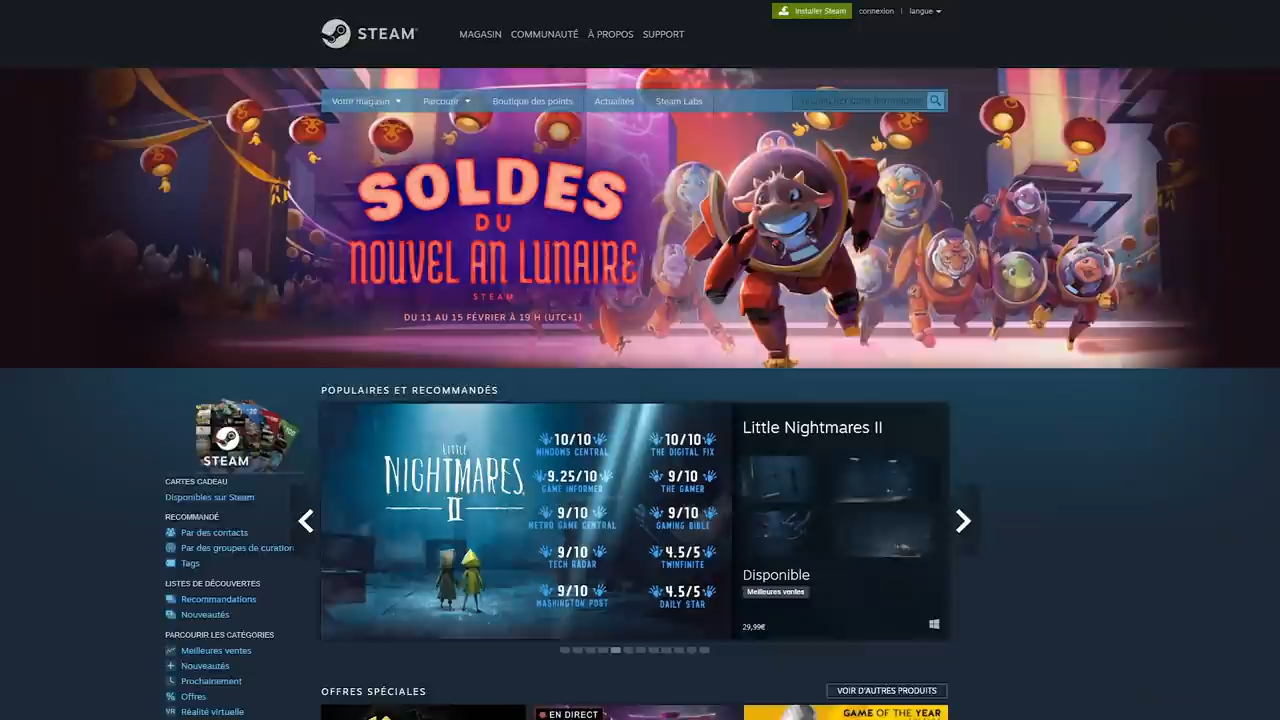 Installer Steam
connexion | langue
STEAM
MAGASIN COMMUNAUTÉ À PROPOS SUPPORT
Votre magasin
Parcourir
Boutique des points
Actualités
Steam Labs
SOLDES
DU
NOUVEL AN LUNAIRE
STEAM
DU 11 AU 15 FÉVRIER À 19 H (UTC+1)
POPULAIRES ET RECOMMANDÉS
STEAM
CARTES CADEAU
Disponibles sur Steam
RECOMMANDÉ
Par des contacts
Par des groupes de curation
Tags
LISTES DE DÉCOUVERTES
Recommandations
Nouveautés
PARCOURIR LES CATÉGORIES
Meilleures ventes
Nouveautés
Prochainement
Offres
VR Réalité virtuelle
LITTLE
NIGHTMARES
II
10/10
WINDOWS CENTRAL
9.25/10
GAME INFORMER
9/10
METRO GAME CENTRAL
9/10
TECH RADAR
9/10
WASHINGTON POST
10/10
THE DIGITAL FIX
9/10
THE GAMER
9/10
GAMING BIBLE
4.5/5
TWINFINITE
4.5/5
DAILY STAR
Little Nightmares II
Disponible
Meilleures ventes
29,99€
OFFRES SPÉCIALES
VOIR D'AUTRES PRODUITS
EN DIRECT
GAME OF THE YEAR